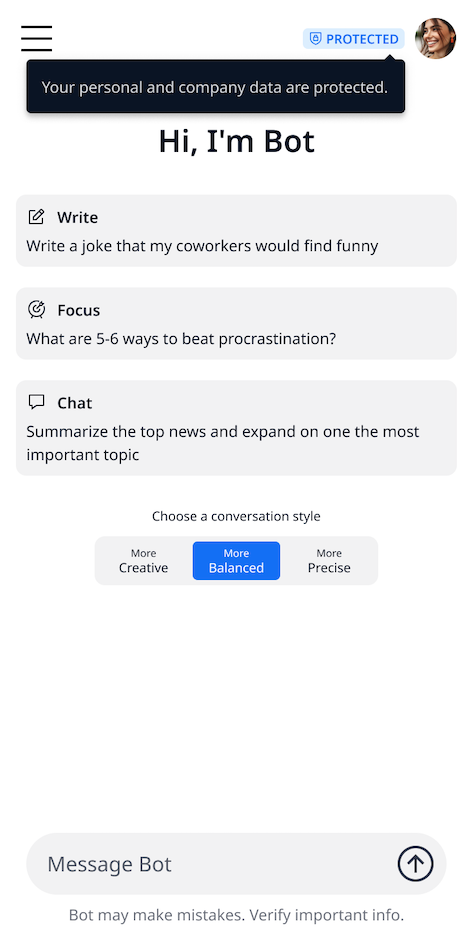 PROTECTED
Your personal and company data are protected.
Hi, I'm Bot
Write
Write a joke that my coworkers would find funny
Focus
What are 5-6 ways to beat procrastination?
Chat
Summarize the top news and expand on one the most
important topic
Choose a conversation style
More
Creative
More
Balanced
More
Precise
Message Bot
Bot may make mistakes. Verify important info.